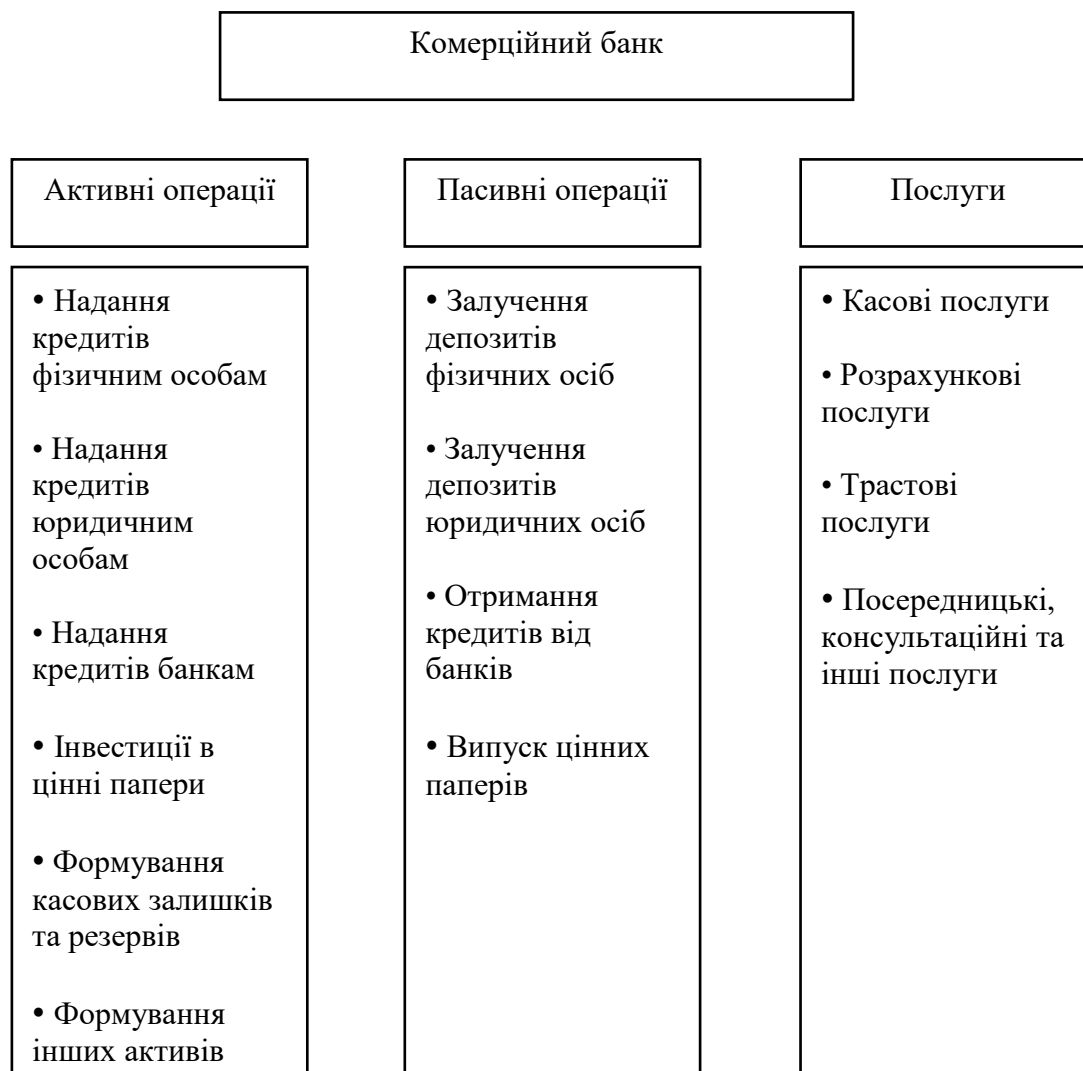 Комерційний банк
Активні операції
Пасивні операції
Послуги
• Надання
кредитів
фізичним особам
• Надання
кредитів
юридичним
особам
• Надання
кредитів банкам
• Інвестиції в
цінні папери
• Формування
касових залишків
та резервів
• Формування
інших активів
• Залучення
депозитів
фізичних осіб
• Залучення
депозитів
юридичних осіб
• Отримання
кредитів від
банків
• Випуск цінних
паперів
• Касові послуги
• Розрахункові
послуги
• Трастові
послуги
• Посередницькі,
консультаційні та
інші послуги